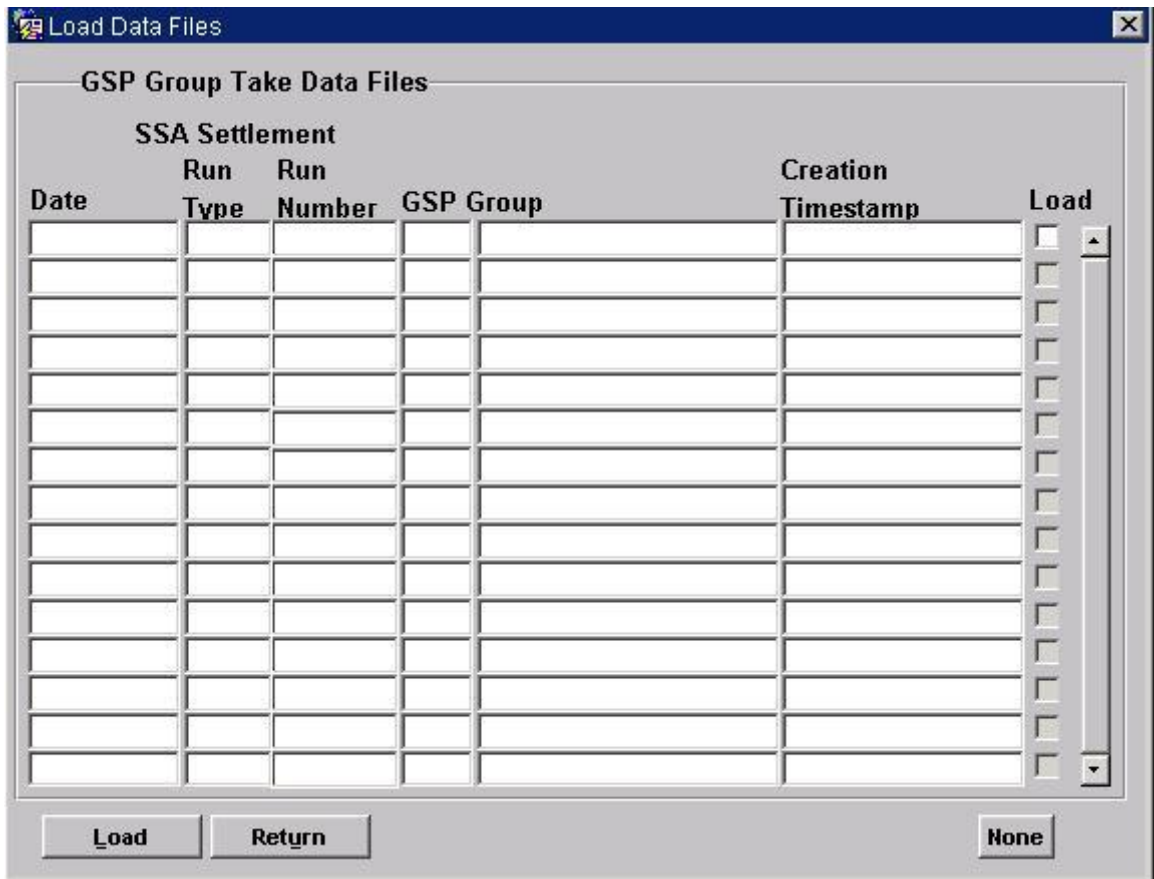 Load Data Files
GSP Group Take Data Files
SSA Settlement
Run Run Creation
Date Type Number GSP Group Timestamp Load
Load Return None